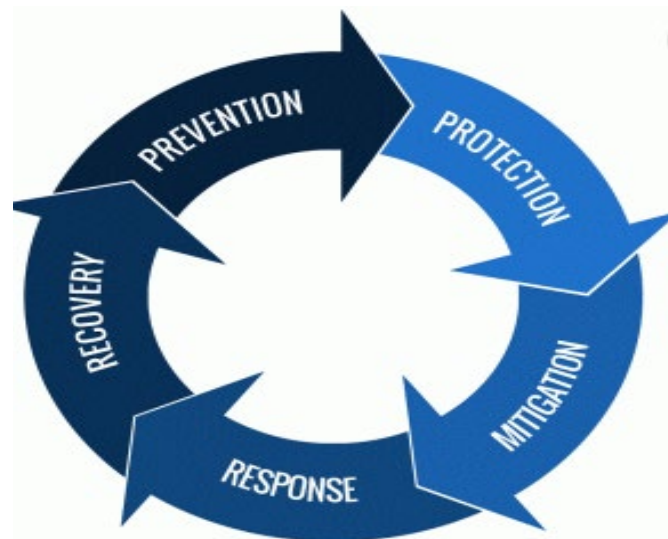 PREVENTION
PROTECTION
MITIGATION
RESPONSE
RECOVERY